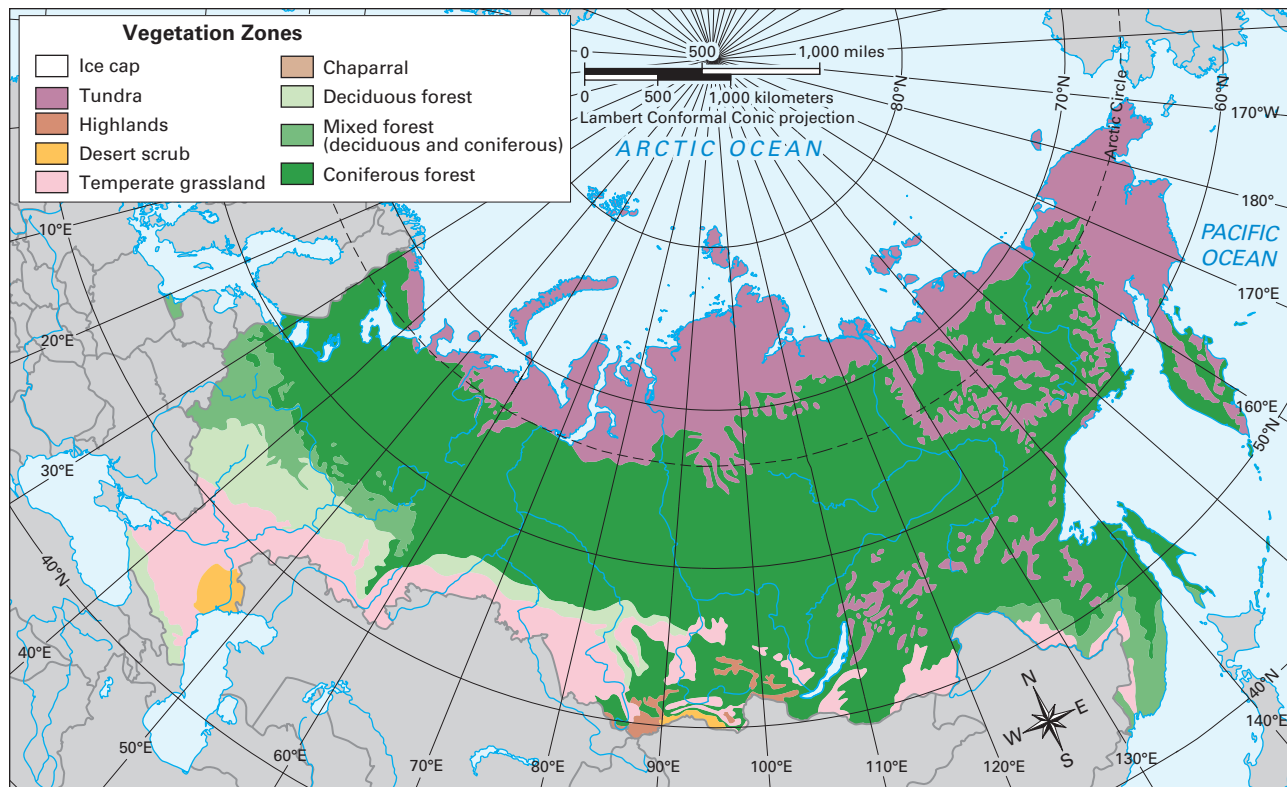 Vegetation Zones
Ice cap
Tundra
Highlands
Desert scrub
Temperate grassland
Chaparral
Deciduous forest
Mixed forest
(deciduous and coniferous)
Coniferous forest
0 500 1,000 miles
0 500 1,000 kilometers
Lambert Conformal Conic projection
ARCTIC OCEAN
80°N
70°N
Arctic Circle
60°N
170°W
180°
PACIFIC
OCEAN
170°E
160°E
50°N
10°E
20°E
30°E
40°N
40°E
50°E
60°E
70°E
80°E
90°E
100°E
110°E
120°E
130°E
140°E
40°N
N
E
W
S